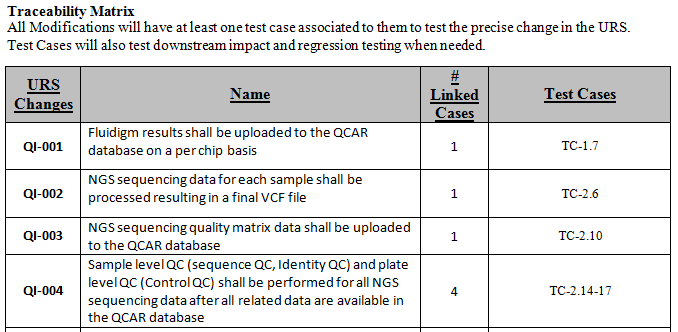 Traceability Matrix
All Modifications will have at least one test case associated to them to test the precise change in the URS.
Test Cases will also test downstream impact and regression testing when needed.
URS
Changes
Name
#
Linked
Cases
Test Cases
QI-001
Fluidigm results shall be uploaded to the QCAR
database on a per chip basis
1
TC-1.7
QI-002
NGS sequencing data for each sample shall be
processed resulting in a final VCF file
1
TC-2.6
QI-003
NGS sequencing quality matrix data shall be uploaded
to the QCAR database
1
TC-2.10
QI-004
Sample level QC (sequence QC, Identity QC) and plate
level QC (Control QC) shall be performed for all NGS
sequencing data after all related data are available in
the QCAR database
4
TC-2.14-17